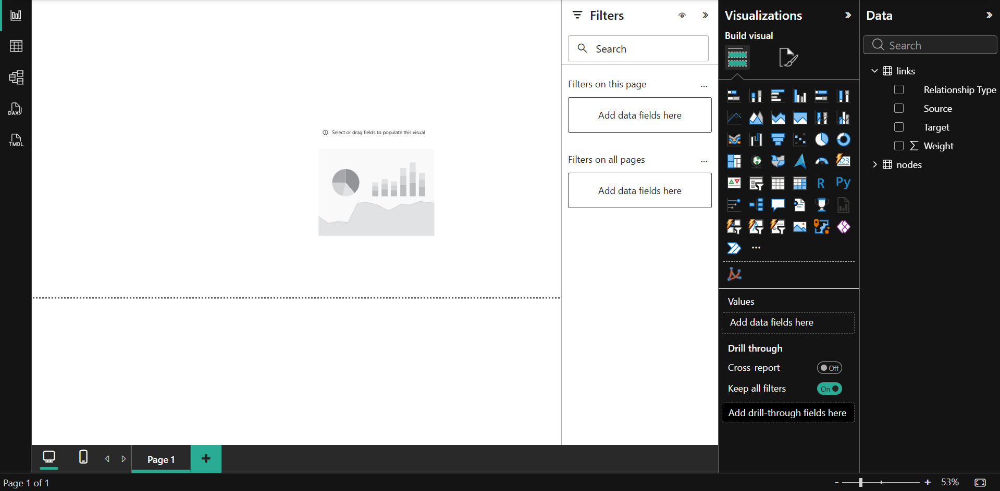 DAX
TMDL
Select or drag fields to populate this visual
Filters
Search
Filters on this page
...
Add data fields here
Filters on all pages
...
Add data fields here
Visualizations
Build visual
123
R
Py
...
Values
Add data fields here
Drill through
Cross-report
Off
Keep all filters
On
Add drill-through fields here
Data
Search
links
Relationship Type
Source
Target
Σ Weight
nodes
Page 1
+
Page 1 of 1
- + 53%